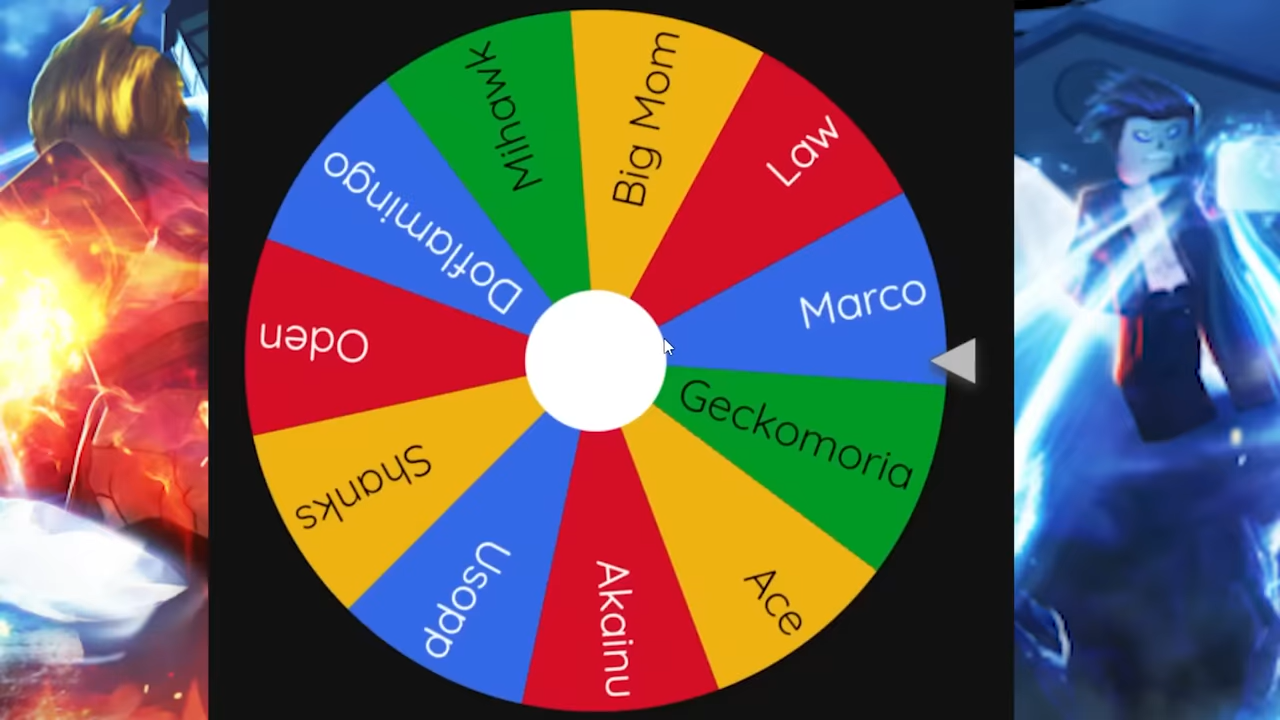 Big Mom
Law
Marco
Geckomoria
Ace
Akainu
Usopp
Shanks
Oden
Doflamingo
Mihawk